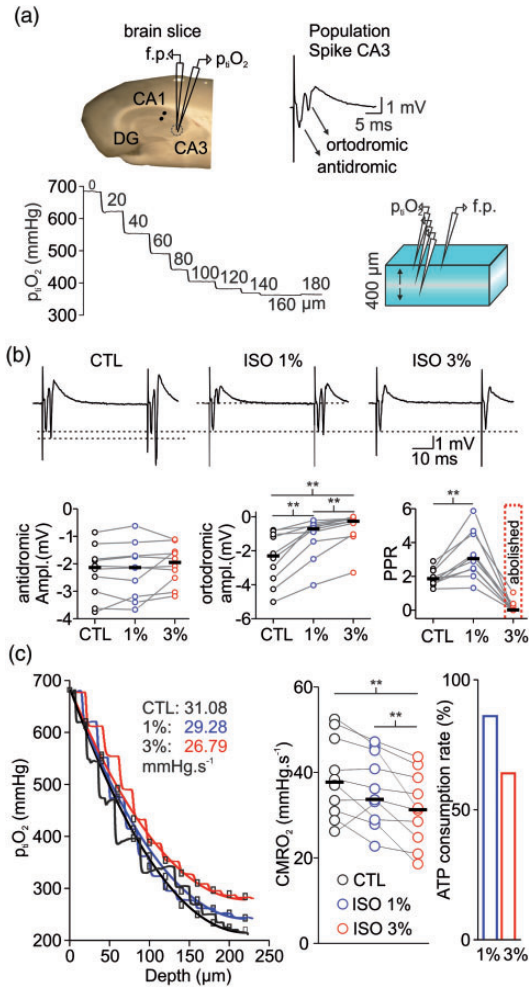 (a)
brain slice
f.p.
ptiO2
CA1
DG
CA3
Population
Spike CA3
1 mV
5 ms
ortodromic
antidromic
700
600
500
400
300
ptiO2 (mmHg)
0
20
40
60
80
100
120
140
160 µm
180
ptiO2
f.p.
400 µm
(b)
CTL
ISO 1%
ISO 3%
1 mV
10 ms
antidromic
Ampl.(mV)
0
-1
-2
-3
-4
CTL
1%
3%
ortodromic
ampl.(mV)
0
-2
-4
-6
**
**
**
CTL
1%
3%
PPR
6
4
2
0
**
abolished
CTL
1%
3%
(c)
ptiO2 (mmHg)
700
600
500
400
300
200
CTL: 31.08
1%: 29.28
3%: 26.79
mmHg.s-1
0 50 100 150 200 250
Depth (µm)
CMRO2 (mmHg.s-1)
60
40
20
0
**
**
CTL
ISO 1%
ISO 3%
ATP consumption rate (%)
100
50
0
1% 3%